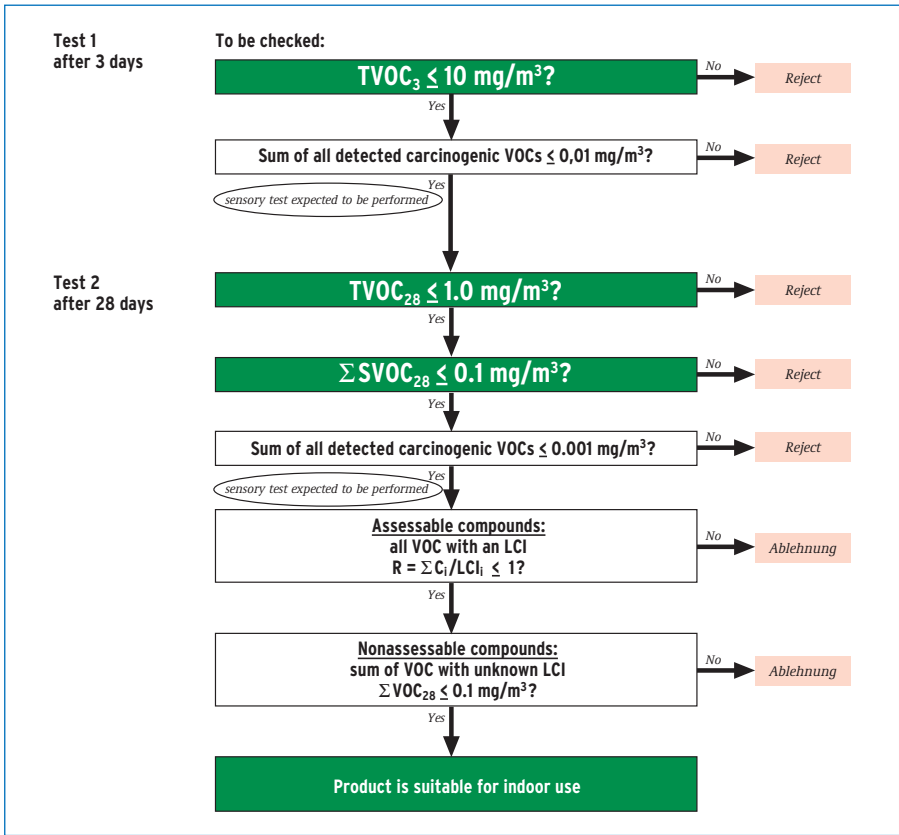 Test 1
after 3 days
To be checked:
TVOC₃ ≤ 10 mg/m³?
No
Reject
Yes
Sum of all detected carcinogenic VOCs ≤ 0,01 mg/m³?
No
Reject
Yes
sensory test expected to be performed
Test 2
after 28 days
TVOC₂₈ ≤ 1.0 mg/m³?
No
Reject
Yes
Σ SVOC₂₈ ≤ 0.1 mg/m³?
No
Reject
Yes
Sum of all detected carcinogenic VOCs ≤ 0.001 mg/m³?
No
Reject
Yes
sensory test expected to be performed
Assessable compounds:
all VOC with an LCI
R = ΣCᵢ/LCIᵢ ≤ 1?
No
Ablehnung
Yes
Nonassessable compounds:
sum of VOC with unknown LCI
ΣVOC₂₈ ≤ 0.1 mg/m³?
No
Ablehnung
Yes
Product is suitable for indoor use